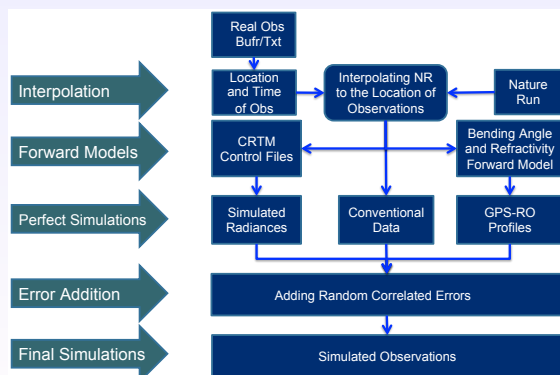 Real Obs
Bufr/Txt
Interpolation
Location
and Time
of Obs
Interpolating NR
to the Location of
Observations
Nature
Run
Forward Models
CRTM
Control Files
Bending Angle
and Refractivity
Forward Model
Perfect Simulations
Simulated
Radiances
Conventional
Data
GPS-RO
Profiles
Error Addition
Adding Random Correlated Errors
Final Simulations
Simulated Observations